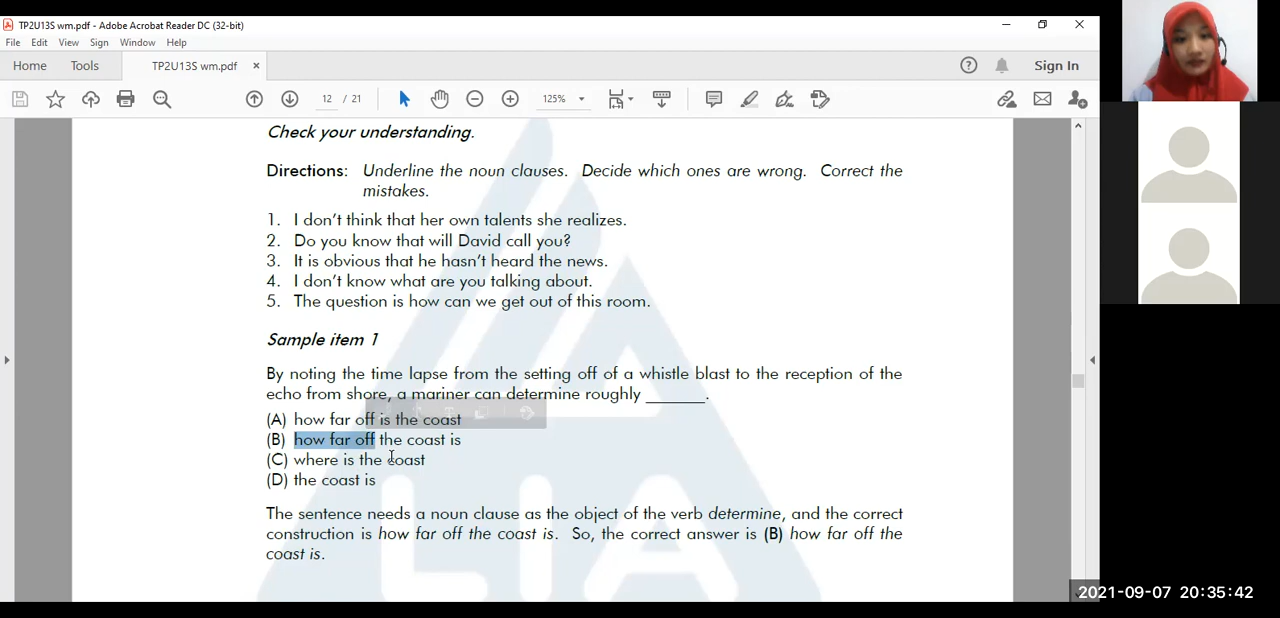 TP2U13S wm.pdf - Adobe Acrobat Reader DC (32-bit)
File Edit View Sign Window Help
Home Tools TP2U13S wm.pdf × Sign In
12 / 21 125%
Check your understanding.
Directions: Underline the noun clauses. Decide which ones are wrong. Correct the
mistakes.
1. I don't think that her own talents she realizes.
2. Do you know that will David call you?
3. It is obvious that he hasn't heard the news.
4. I don't know what are you talking about.
5. The question is how can we get out of this room.
Sample item 1
By noting the time lapse from the setting off of a whistle blast to the reception of the
echo from shore, a mariner can determine roughly _______.
(A) how far off is the coast
(B) how far off the coast is
(C) where is the coast
(D) the coast is
The sentence needs a noun clause as the object of the verb determine, and the correct
construction is how far off the coast is. So, the correct answer is (B) how far off the
coast is.
LIA
2021-09-07 20:35:42